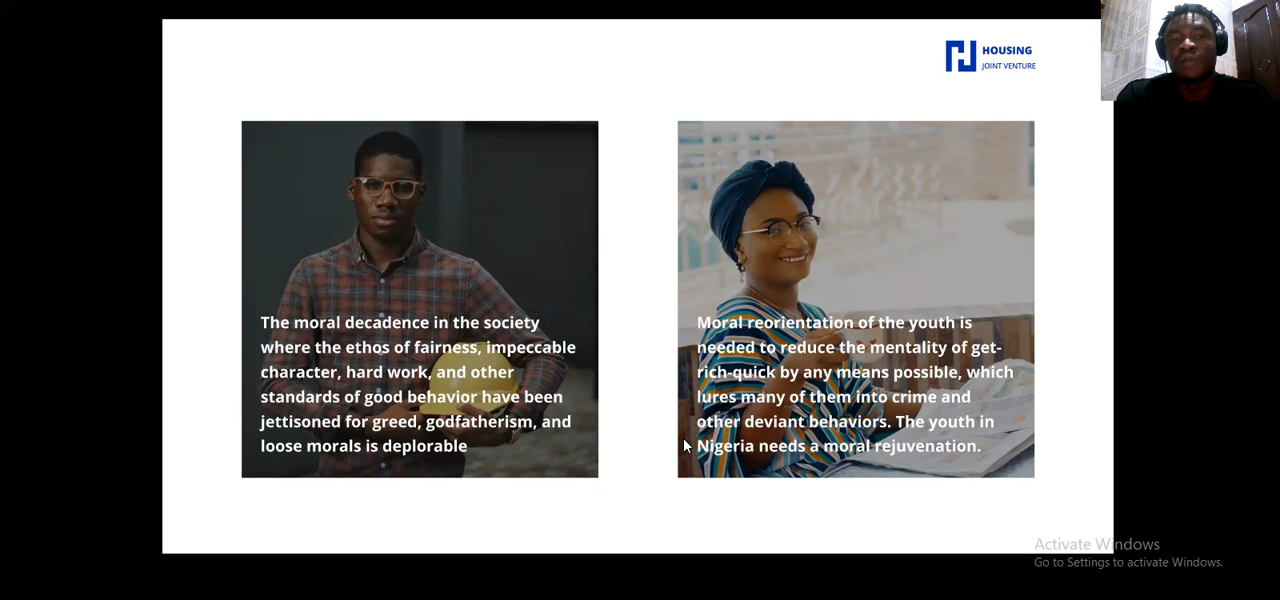 HOUSING
JOINT VENTURE
The moral decadence in the society
where the ethos of fairness, impeccable
character, hard work, and other
standards of good behavior have been
jettisoned for greed, godfatherism, and
loose morals is deplorable
Moral reorientation of the youth is
needed to reduce the mentality of get-
rich-quick by any means possible, which
lures many of them into crime and
other deviant behaviors. The youth in
Nigeria needs a moral rejuvenation.
Activate Windows
Go to Settings to activate Windows.